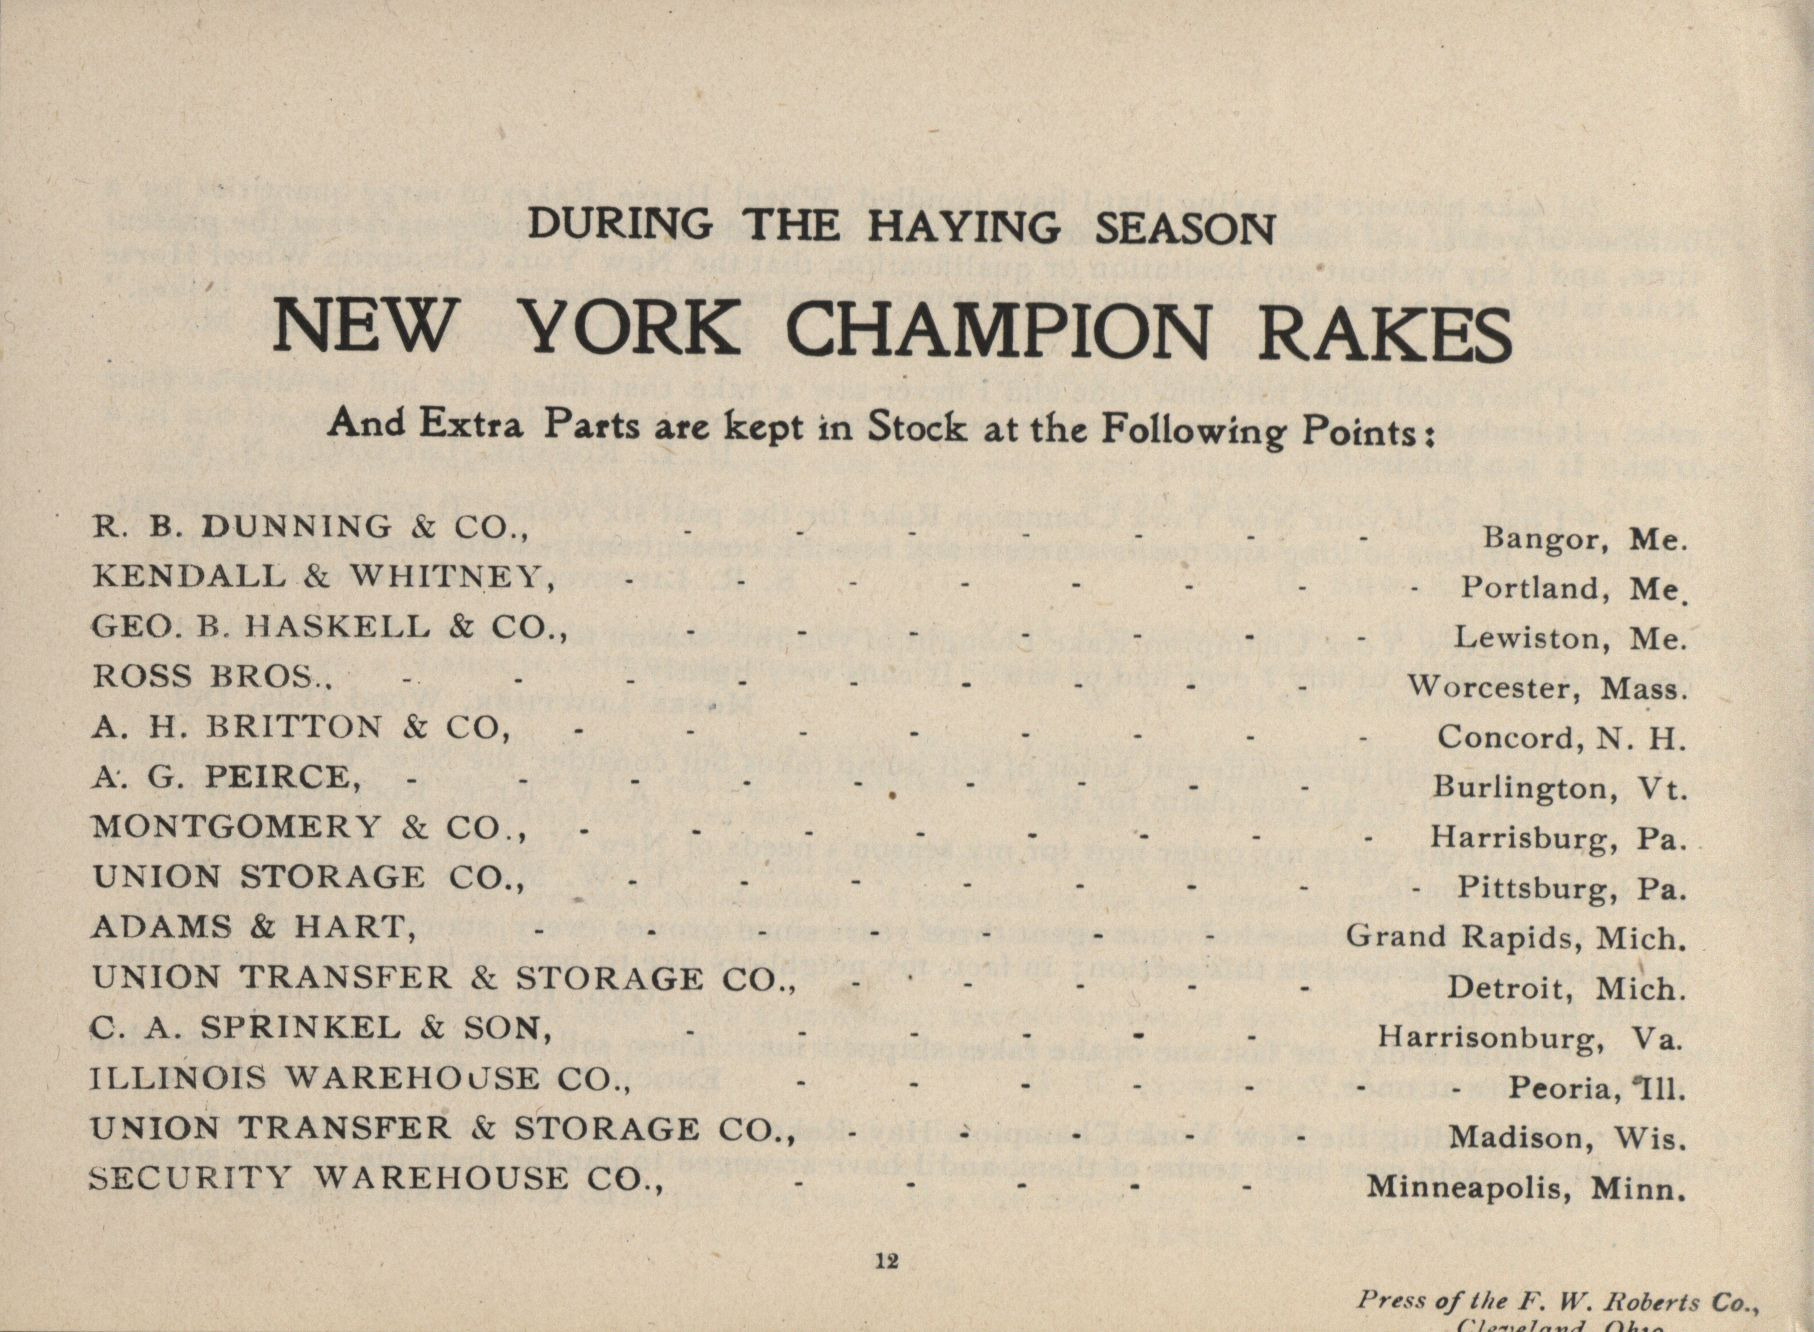 DURING THE HAYING SEASON
NEW YORK CHAMPION RAKES
And Extra Parts are kept in Stock at the Following Points:
R. B. DUNNING & CO., - - - - - - - Bangor, Me.
KENDALL & WHITNEY, - - - - - - - - Portland, Me.
GEO. B. HASKELL & CO., - - - - - - - Lewiston, Me.
ROSS BROS., - - - - - - - - - Worcester, Mass.
A. H. BRITTON & CO, - - - - - - - - Concord, N. H.
A. G. PEIRCE, - - - - - - - - - Burlington, Vt.
MONTGOMERY & CO., - - - - - - - - Harrisburg, Pa.
UNION STORAGE CO., - - - - - - - - Pittsburg, Pa.
ADAMS & HART, - - - - - - - Grand Rapids, Mich.
UNION TRANSFER & STORAGE CO., - - - - - Detroit, Mich.
C. A. SPRINKEL & SON, - - - - - - Harrisonburg, Va.
ILLINOIS WAREHOUSE CO., - - - - - - - Peoria, Ill.
UNION TRANSFER & STORAGE CO., - - - - - Madison, Wis.
SECURITY WAREHOUSE CO., - - - - - Minneapolis, Minn.
12
Press of the F. W. Roberts Co.,
Cleveland, Ohio